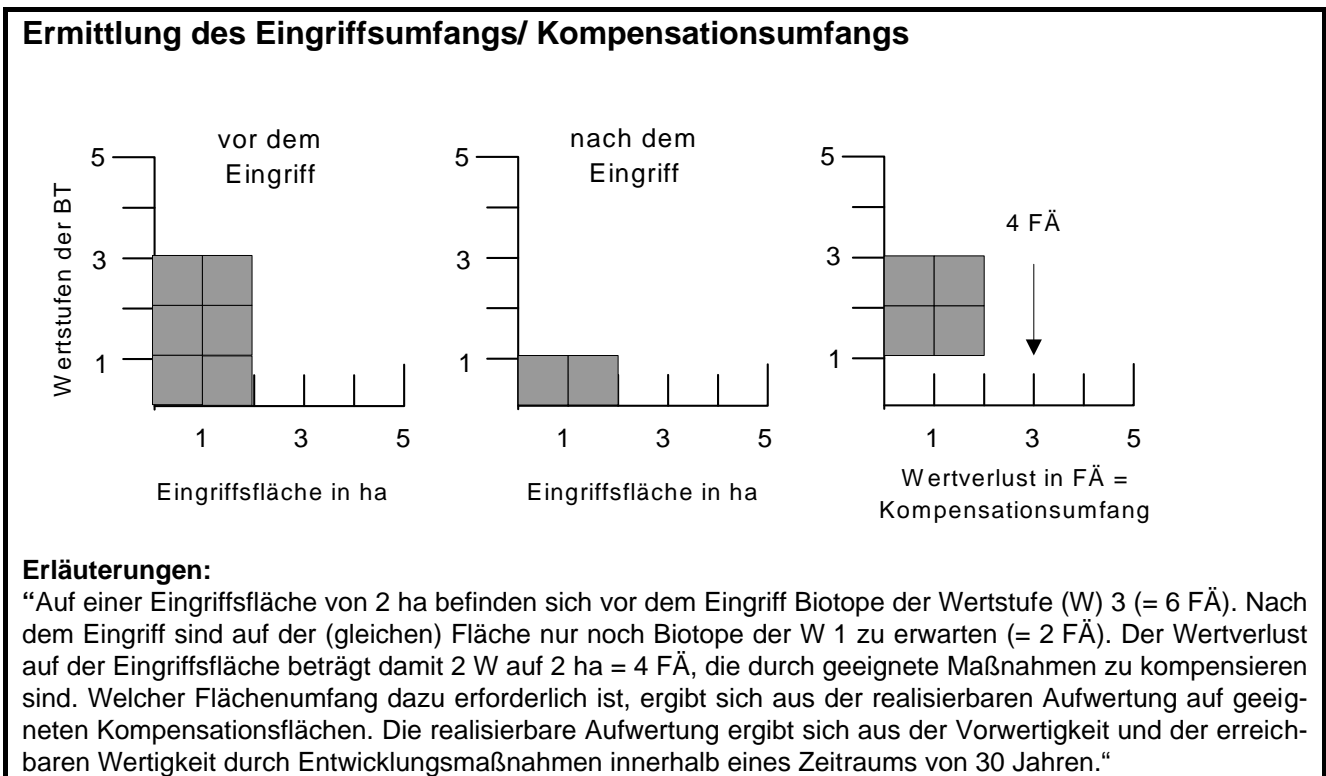 Ermittlung des Eingriffsumfangs/ Kompensationsumfangs
vor dem
Eingriff
5
3
1
Wertstufen der BT
1 3 5
Eingriffsfläche in ha
nach dem
Eingriff
5
3
1
1 3 5
Eingriffsfläche in ha
5
3
1
4 FÄ
1 3 5
Wertverlust in FÄ =
Kompensationsumfang
Erläuterungen:
“Auf einer Eingriffsfläche von 2 ha befinden sich vor dem Eingriff Biotope der Wertstufe (W) 3 (= 6 FÄ). Nach
dem Eingriff sind auf der (gleichen) Fläche nur noch Biotope der W 1 zu erwarten (= 2 FÄ). Der Wertverlust
auf der Eingriffsfläche beträgt damit 2 W auf 2 ha = 4 FÄ, die durch geeignete Maßnahmen zu kompensieren
sind. Welcher Flächenumfang dazu erforderlich ist, ergibt sich aus der realisierbaren Aufwertung auf geeig-
neten Kompensationsflächen. Die realisierbare Aufwertung ergibt sich aus der Vorwertigkeit und der erreich-
baren Wertigkeit durch Entwicklungsmaßnahmen innerhalb eines Zeitraums von 30 Jahren.“